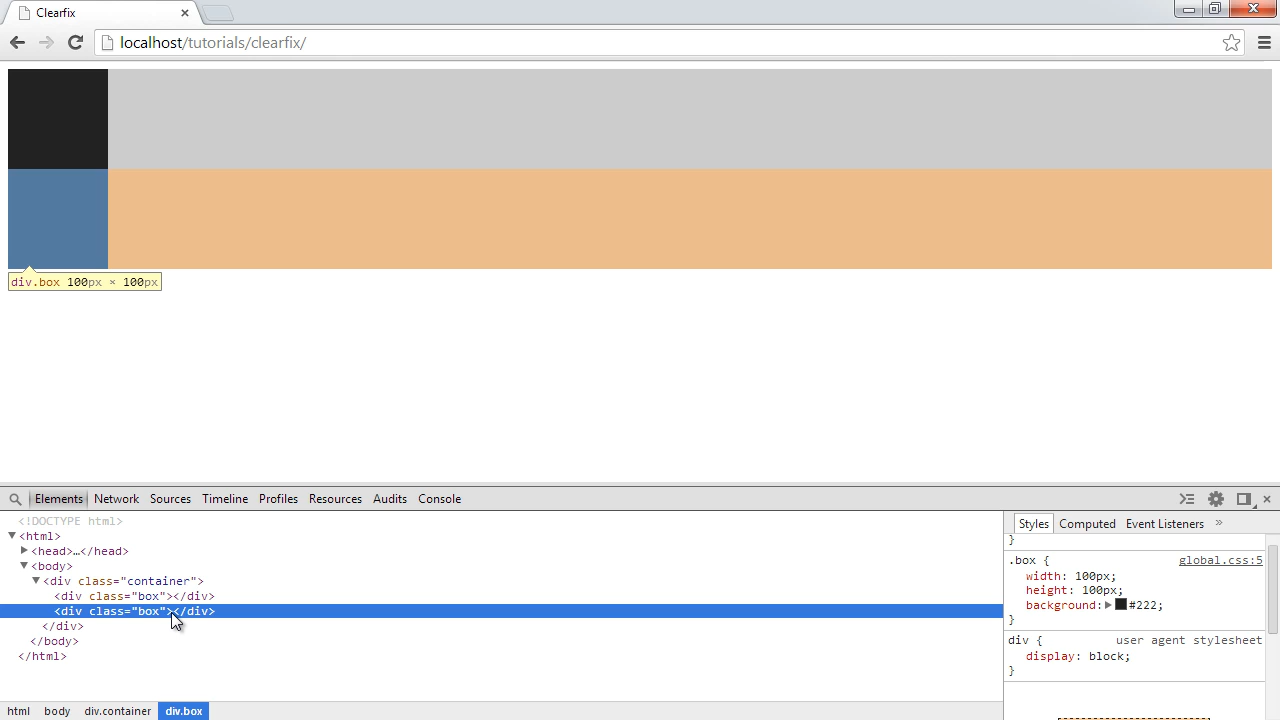 Clearfix
localhost/tutorials/clearfix/
div.box 100px × 100px
Elements Network Sources Timeline Profiles Resources Audits Console
<!DOCTYPE html>
<html>
<head>…</head>
<body>
<div class="container">
<div class="box"></div>
<div class="box"></div>
</div>
</body>
</html>
html body div.container div.box
Styles Computed Event Listeners »
}
.box { global.css:5
width: 100px;
height: 100px;
background: #222;
}
div { user agent stylesheet
display: block;
}